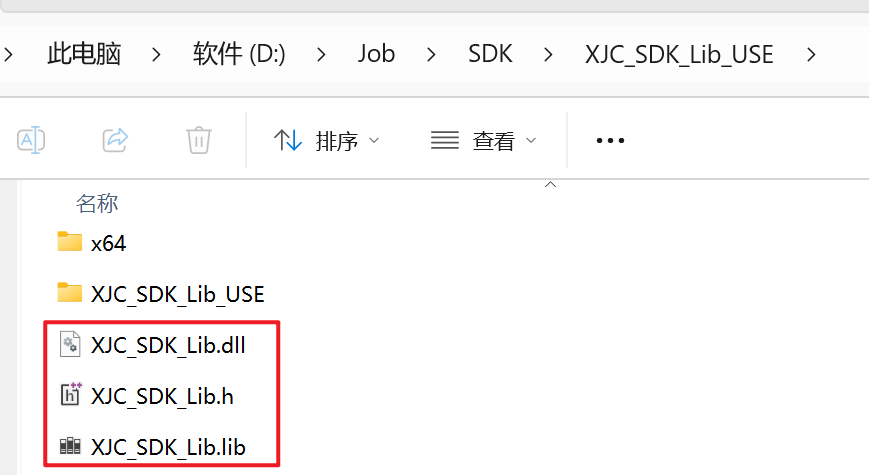 此电脑 > 软件 (D:) > Job > SDK > XJC_SDK_Lib_USE >
排序 查看
名称
x64
XJC_SDK_Lib_USE
XJC_SDK_Lib.dll
XJC_SDK_Lib.h
XJC_SDK_Lib.lib